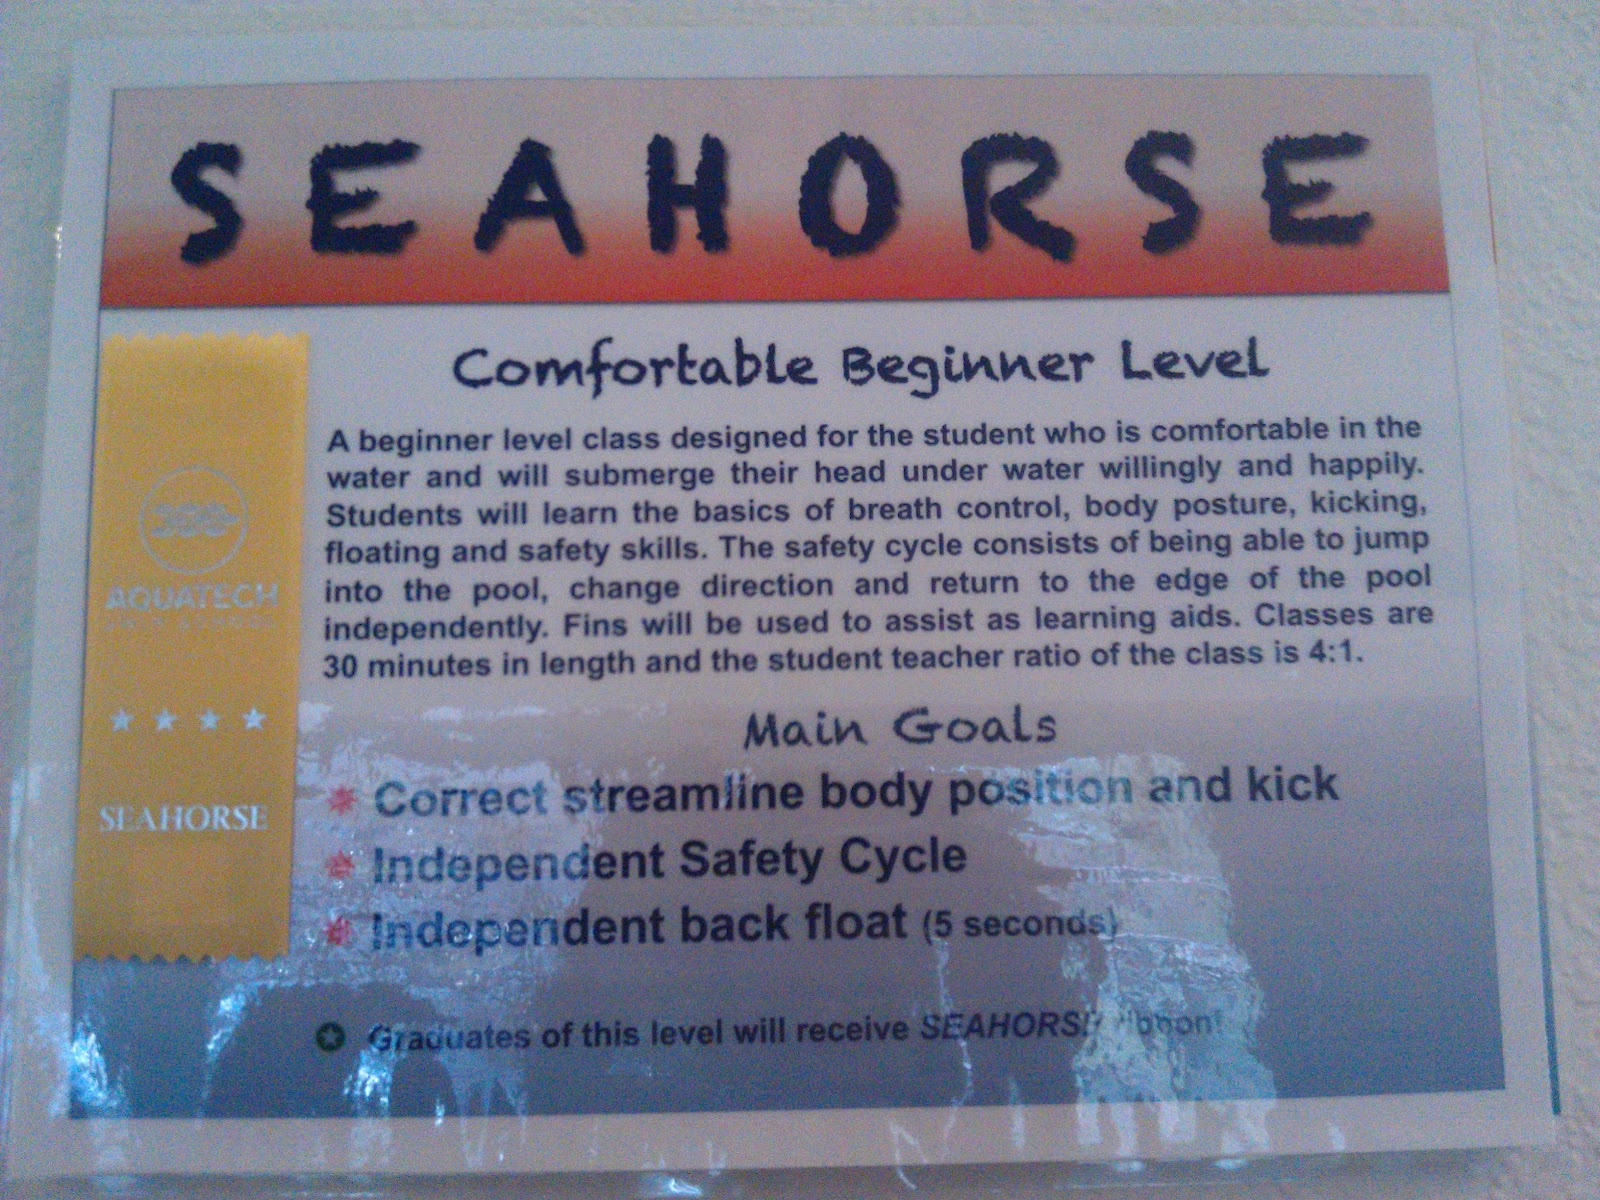 SEAHORSE
Comfortable Beginner Level
A beginner level class designed for the student who is comfortable in the
water and will submerge their head under water willingly and happily.
Students will learn the basics of breath control, body posture, kicking,
floating and safety skills. The safety cycle consists of being able to jump
into the pool, change direction and return to the edge of the pool
independently. Fins will be used to assist as learning aids. Classes are
30 minutes in length and the student teacher ratio of the class is 4:1.
Main Goals
Correct streamline body position and kick
Independent Safety Cycle
Independent back float (5 seconds)
Graduates of this level will receive SEAHORSE ribbon!
AQUATECH
SWIM SCHOOL
SEAHORSE